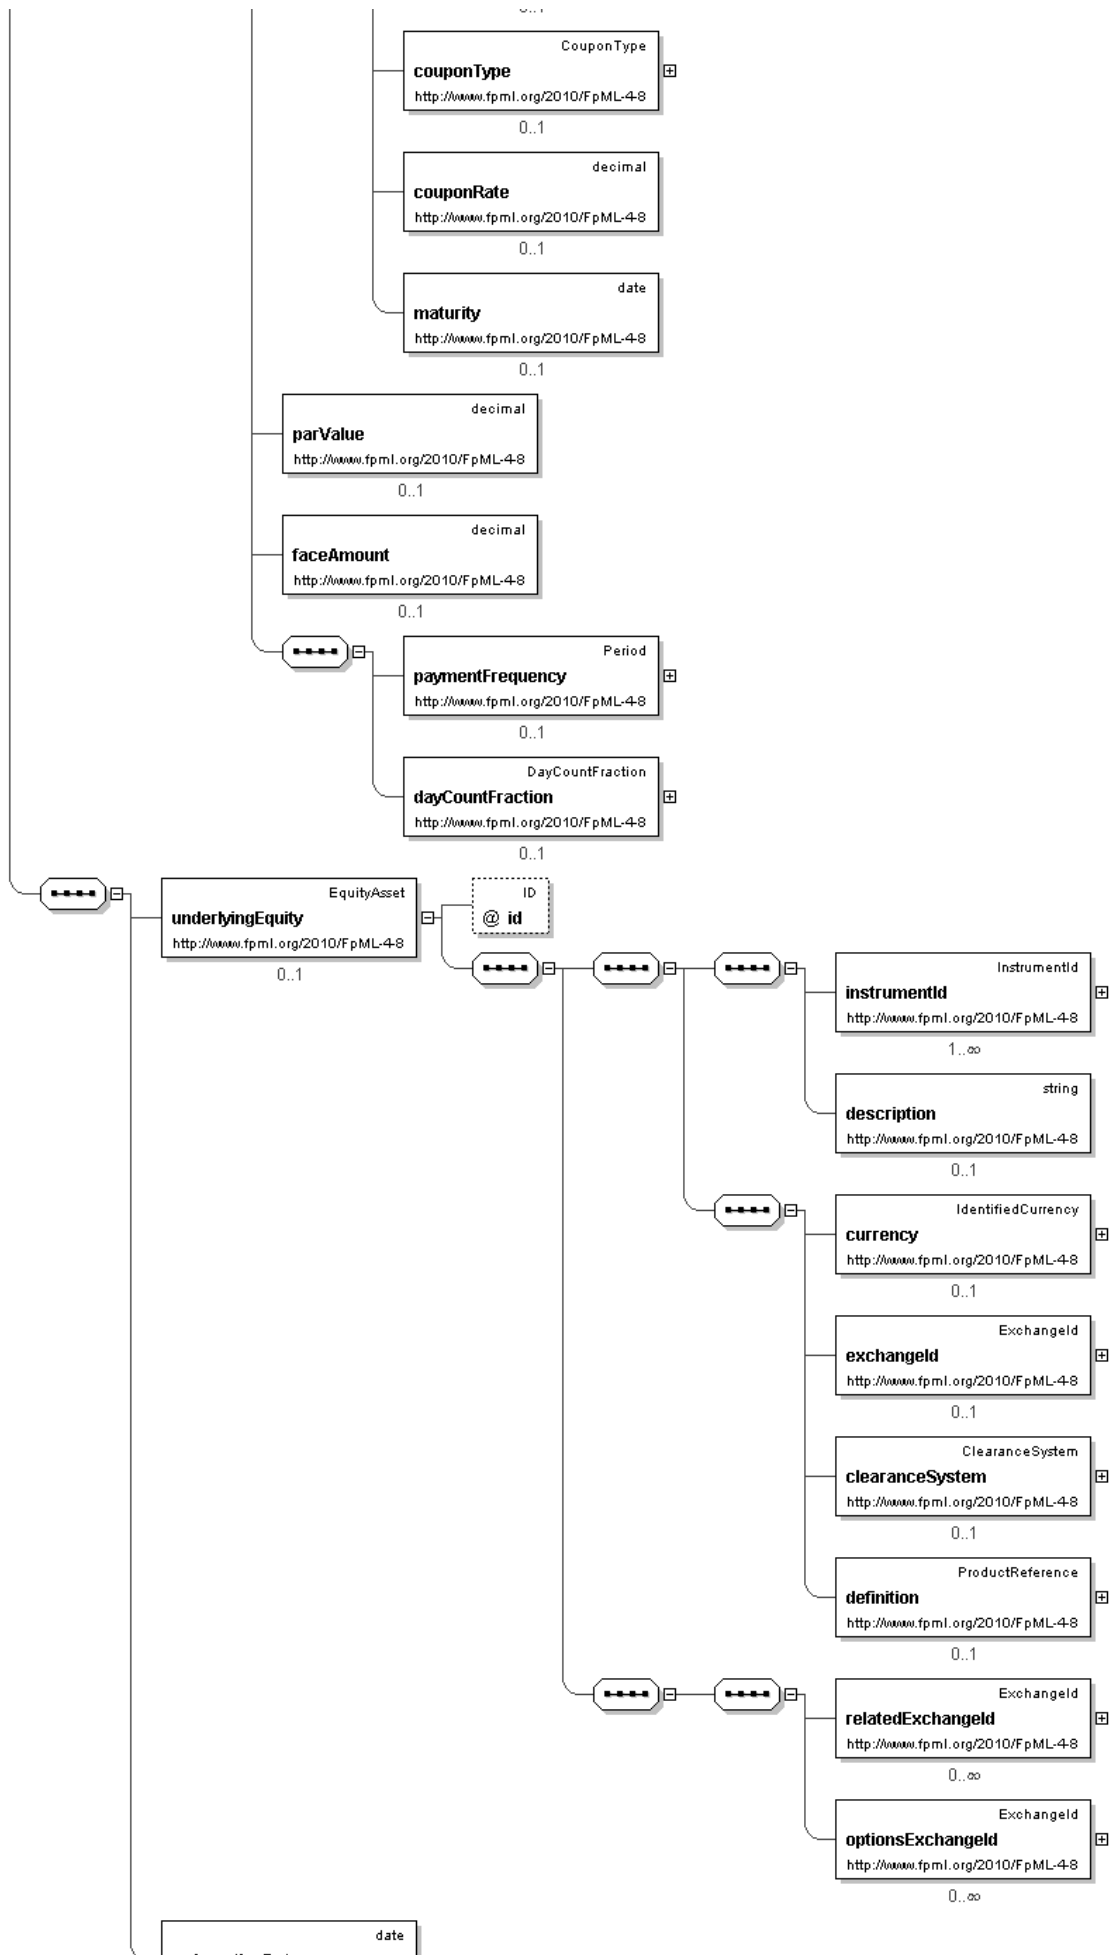 0..1
CouponType
couponType
http://www.fpml.org/2010/FpML-4-8
0..1
decimal
couponRate
http://www.fpml.org/2010/FpML-4-8
0..1
date
maturity
http://www.fpml.org/2010/FpML-4-8
0..1
decimal
parValue
http://www.fpml.org/2010/FpML-4-8
0..1
decimal
faceAmount
http://www.fpml.org/2010/FpML-4-8
0..1
Period
paymentFrequency
http://www.fpml.org/2010/FpML-4-8
0..1
DayCountFraction
dayCountFraction
http://www.fpml.org/2010/FpML-4-8
0..1
EquityAsset
underlyingEquity
http://www.fpml.org/2010/FpML-4-8
0..1
ID
@ id
InstrumentId
instrumentId
http://www.fpml.org/2010/FpML-4-8
1..∞
string
description
http://www.fpml.org/2010/FpML-4-8
0..1
IdentifiedCurrency
currency
http://www.fpml.org/2010/FpML-4-8
0..1
ExchangeId
exchangeId
http://www.fpml.org/2010/FpML-4-8
0..1
ClearanceSystem
clearanceSystem
http://www.fpml.org/2010/FpML-4-8
0..1
ProductReference
definition
http://www.fpml.org/2010/FpML-4-8
0..1
ExchangeId
relatedExchangeId
http://www.fpml.org/2010/FpML-4-8
0..∞
ExchangeId
optionsExchangeId
http://www.fpml.org/2010/FpML-4-8
0..∞
date